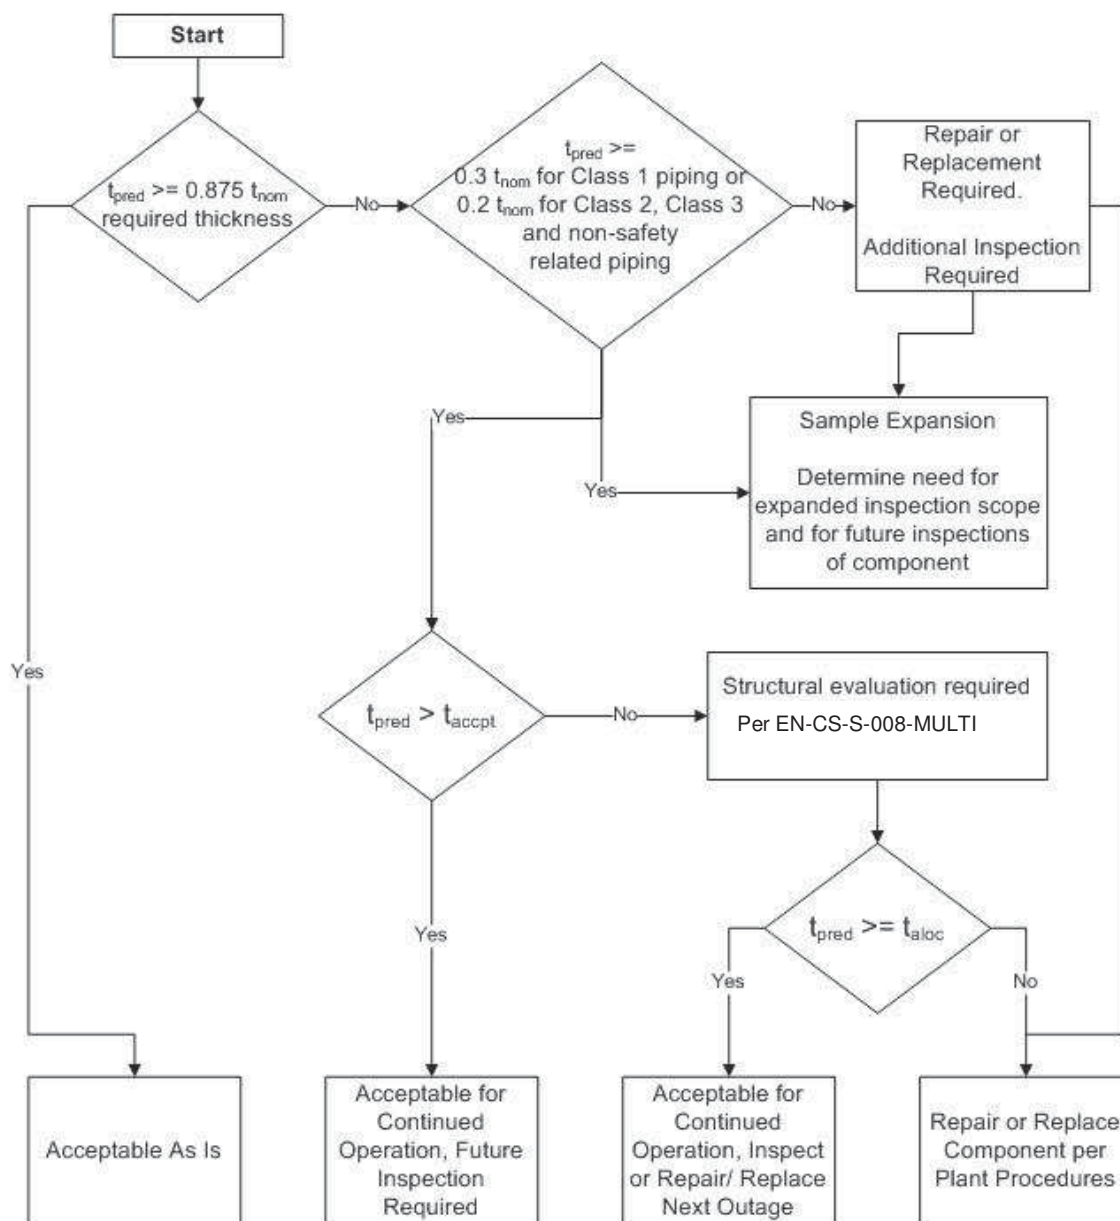 Start
t_pred >= 0.875 t_nom
required thickness
No
t_pred >=
0.3 t_nom for Class 1 piping or
0.2 t_nom for Class 2, Class 3
and non-safety
related piping
No
Repair or
Replacement
Required.
Additional Inspection
Required
Yes
Yes
Sample Expansion
Determine need for
expanded inspection scope
and for future inspections
of component
Yes
t_pred > t_accpt
No
Structural evaluation required
Per EN-CS-S-008-MULTI
Yes
t_pred >= t_aloc
Yes
No
Acceptable As Is
Acceptable for
Continued
Operation, Future
Inspection
Required
Acceptable for
Continued
Operation, Inspect
or Repair/ Replace
Next Outage
Repair or Replace
Component per
Plant Procedures